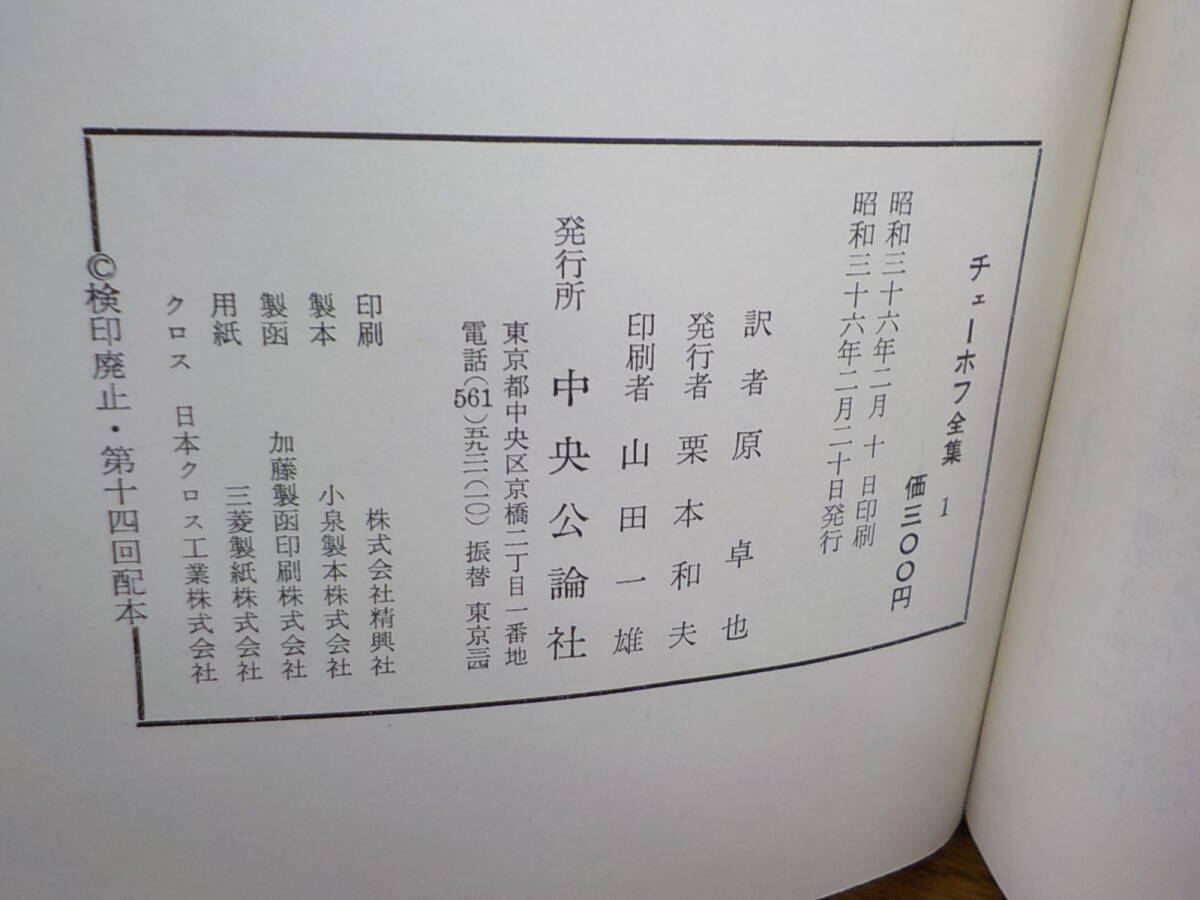 チェーホフ全集 1
価三〇〇円
昭和三十六年二月 十 日印刷
昭和三十六年二月二十日発行
訳者 原 卓也
発行者 栗本和夫
印刷者 山田一雄
発行所 中央公論社
東京都中央区京橋二丁目一番地
電話(561)五九二一(一〇) 振替 東京三四
印刷 株式会社精興社
製本 小泉製本株式会社
製函 加藤製函印刷株式会社
用紙 三菱製紙株式会社
クロス 日本クロス工業株式会社
©検印廃止・第十四回配本